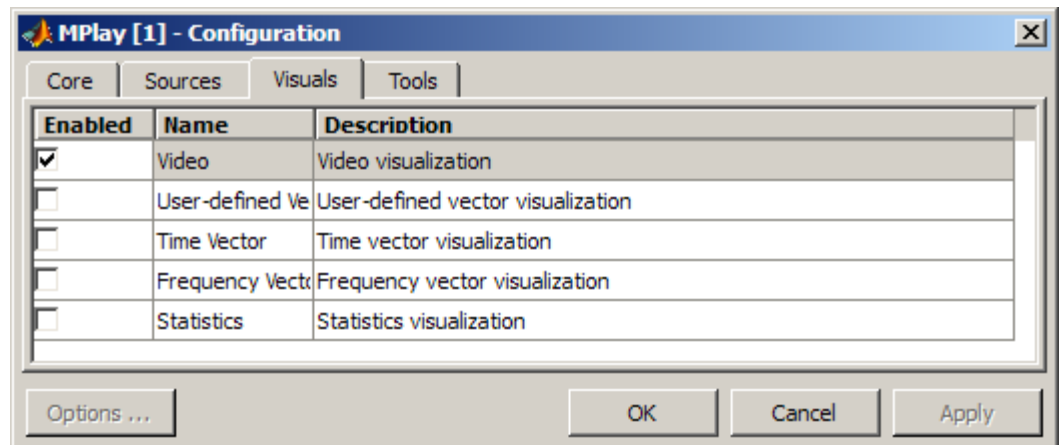 MPlay [1] - Configuration
Core Sources Visuals Tools
Enabled Name Description
Video Video visualization
User-defined Ve User-defined vector visualization
Time Vector Time vector visualization
Frequency Vecto Frequency vector visualization
Statistics Statistics visualization
Options ... OK Cancel Apply